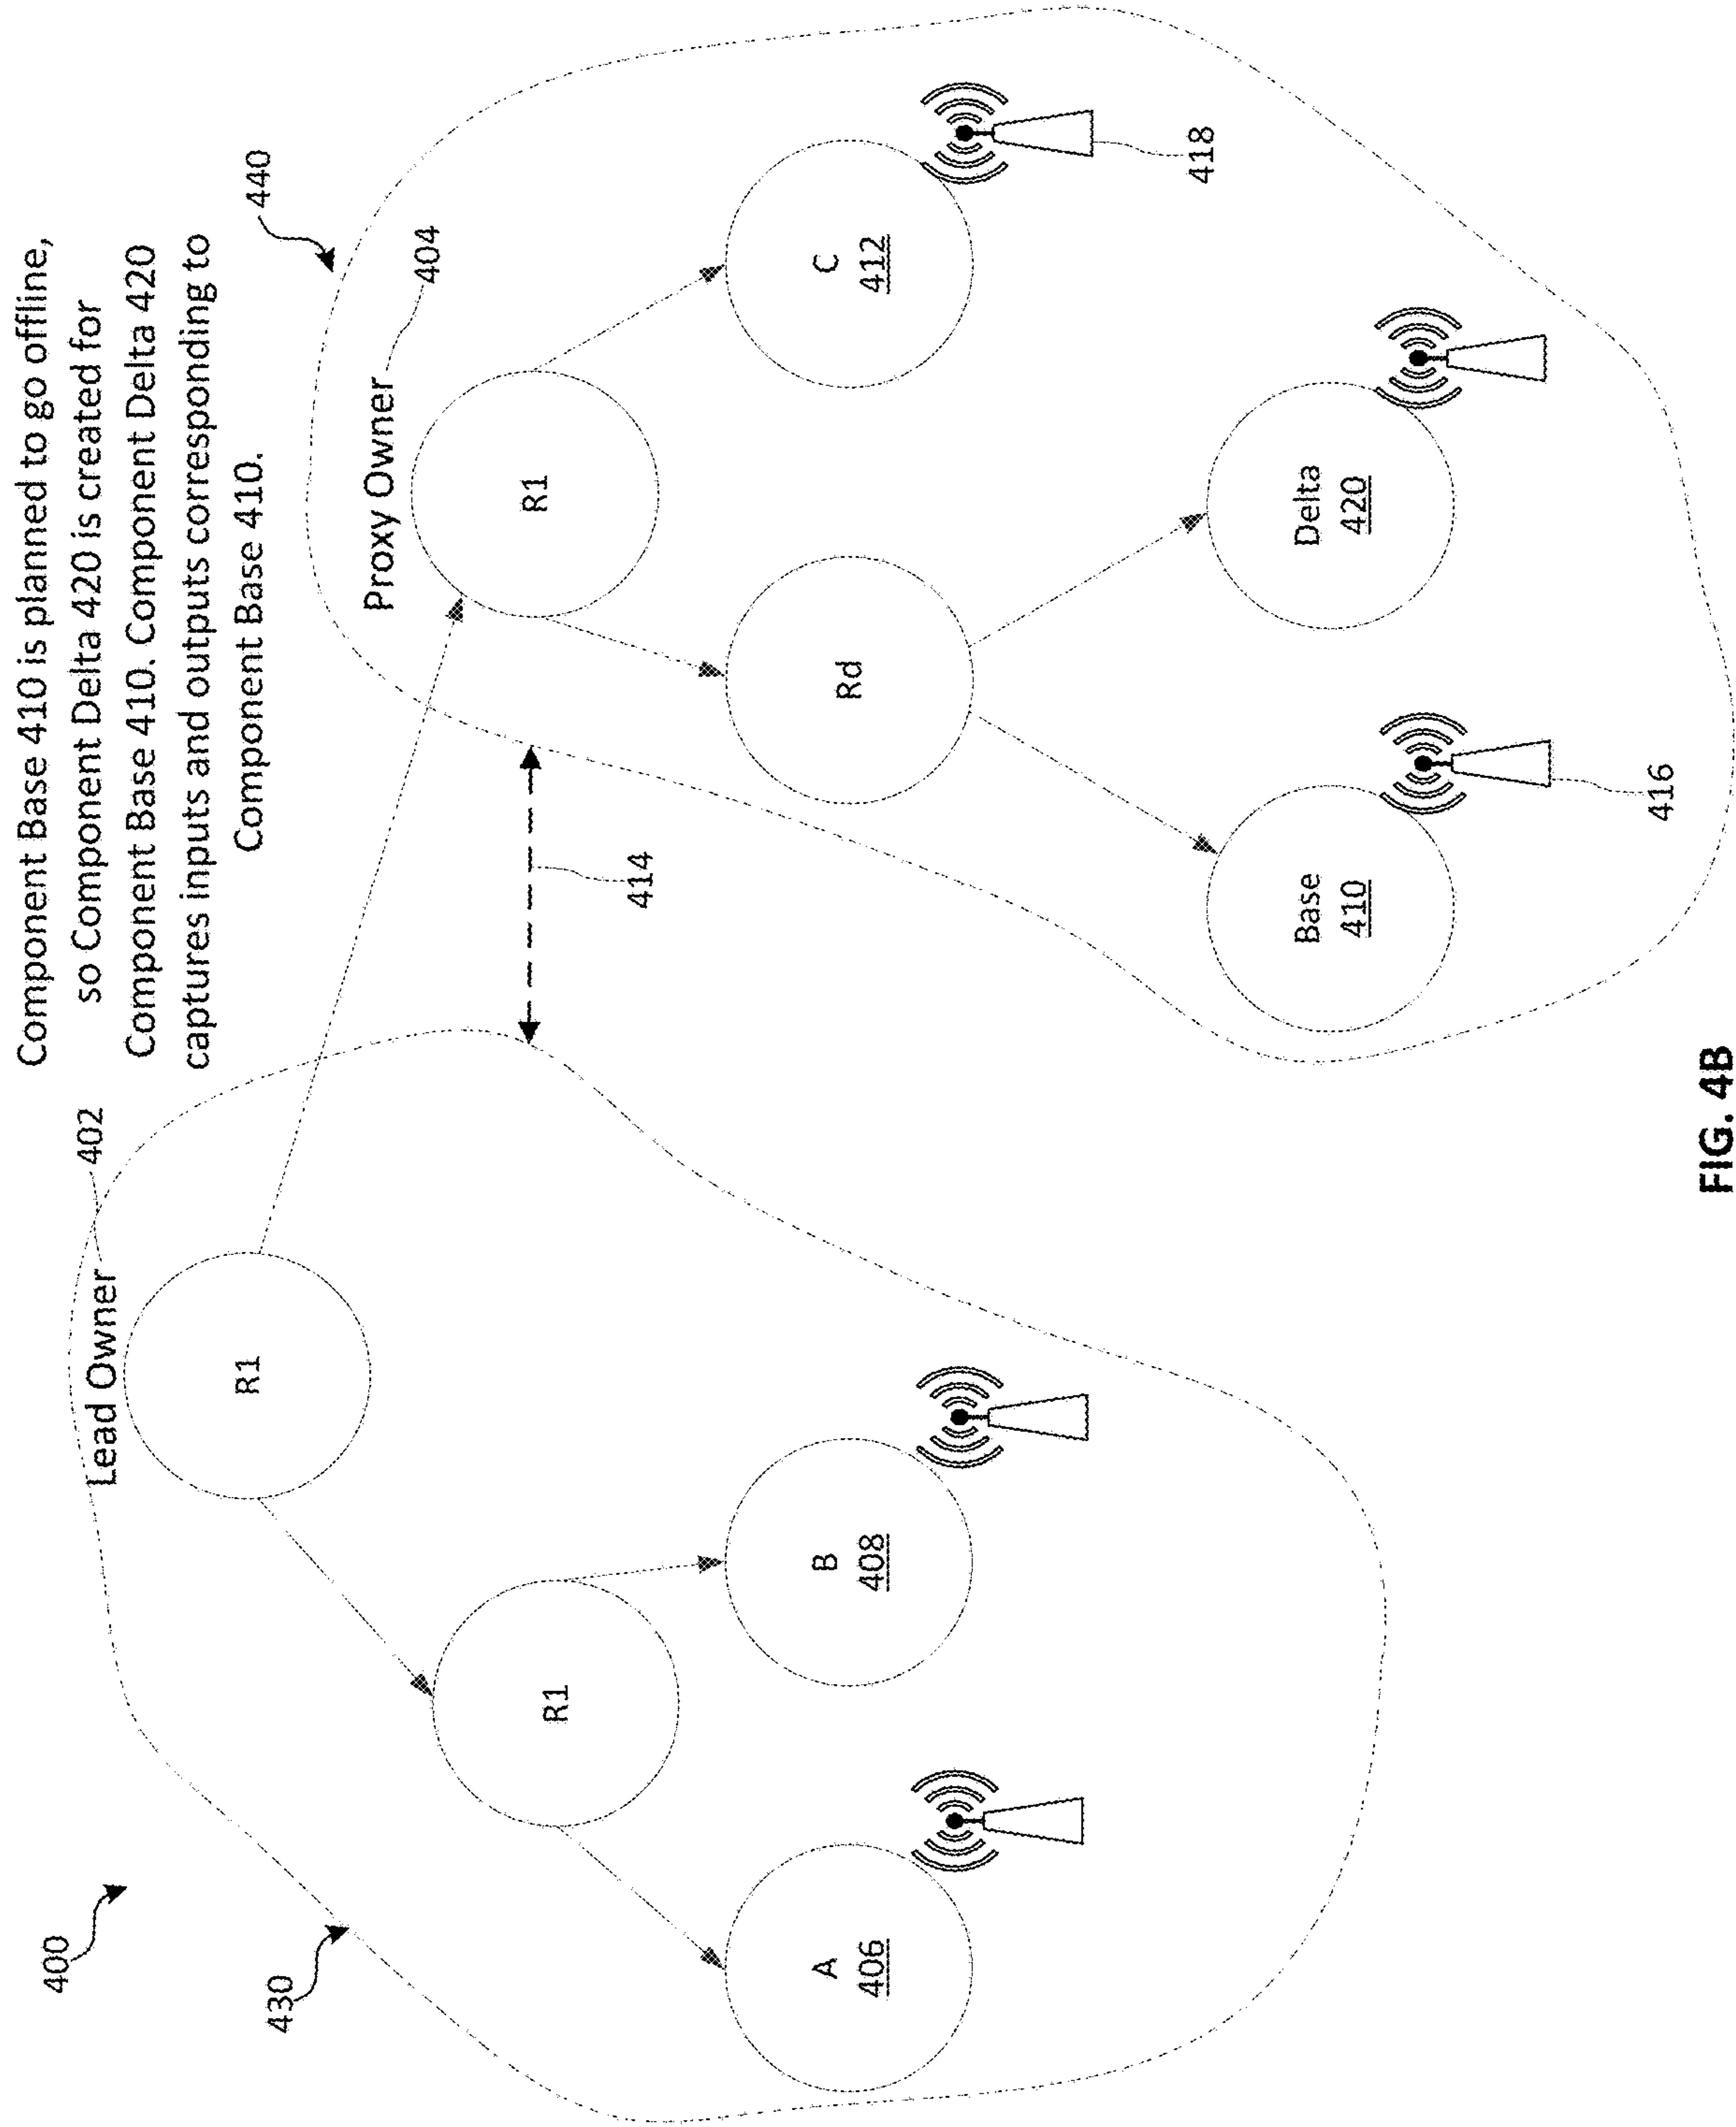 400
430
402
Lead Owner
R1
R1
A
406
B
408
Component Base 410 is planned to go offline,
so Component Delta 420 is created for
Component Base 410. Component Delta 420
captures inputs and outputs corresponding to
Component Base 410.
440
Proxy Owner
404
414
R1
Rd
C
412
418
Base
410
416
Delta
420
FIG. 4B